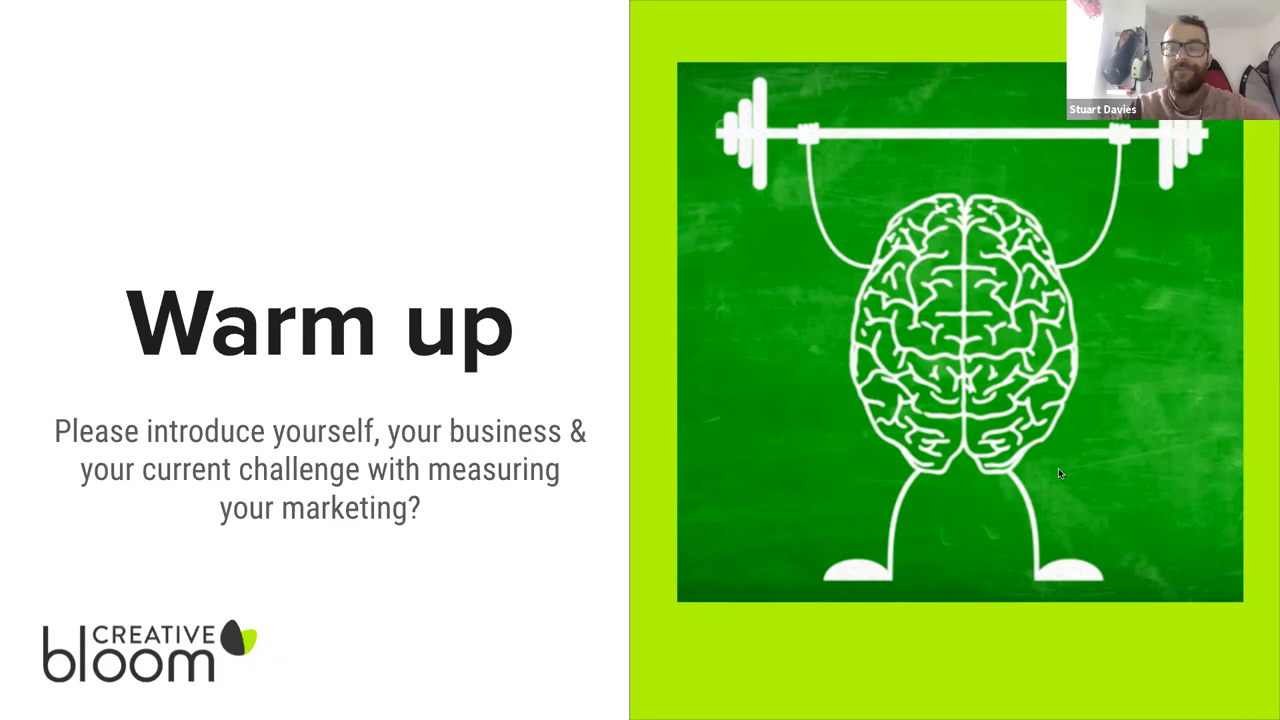 Stuart Davies
Warm up
Please introduce yourself, your business &
your current challenge with measuring
your marketing?
CREATIVE
bloom